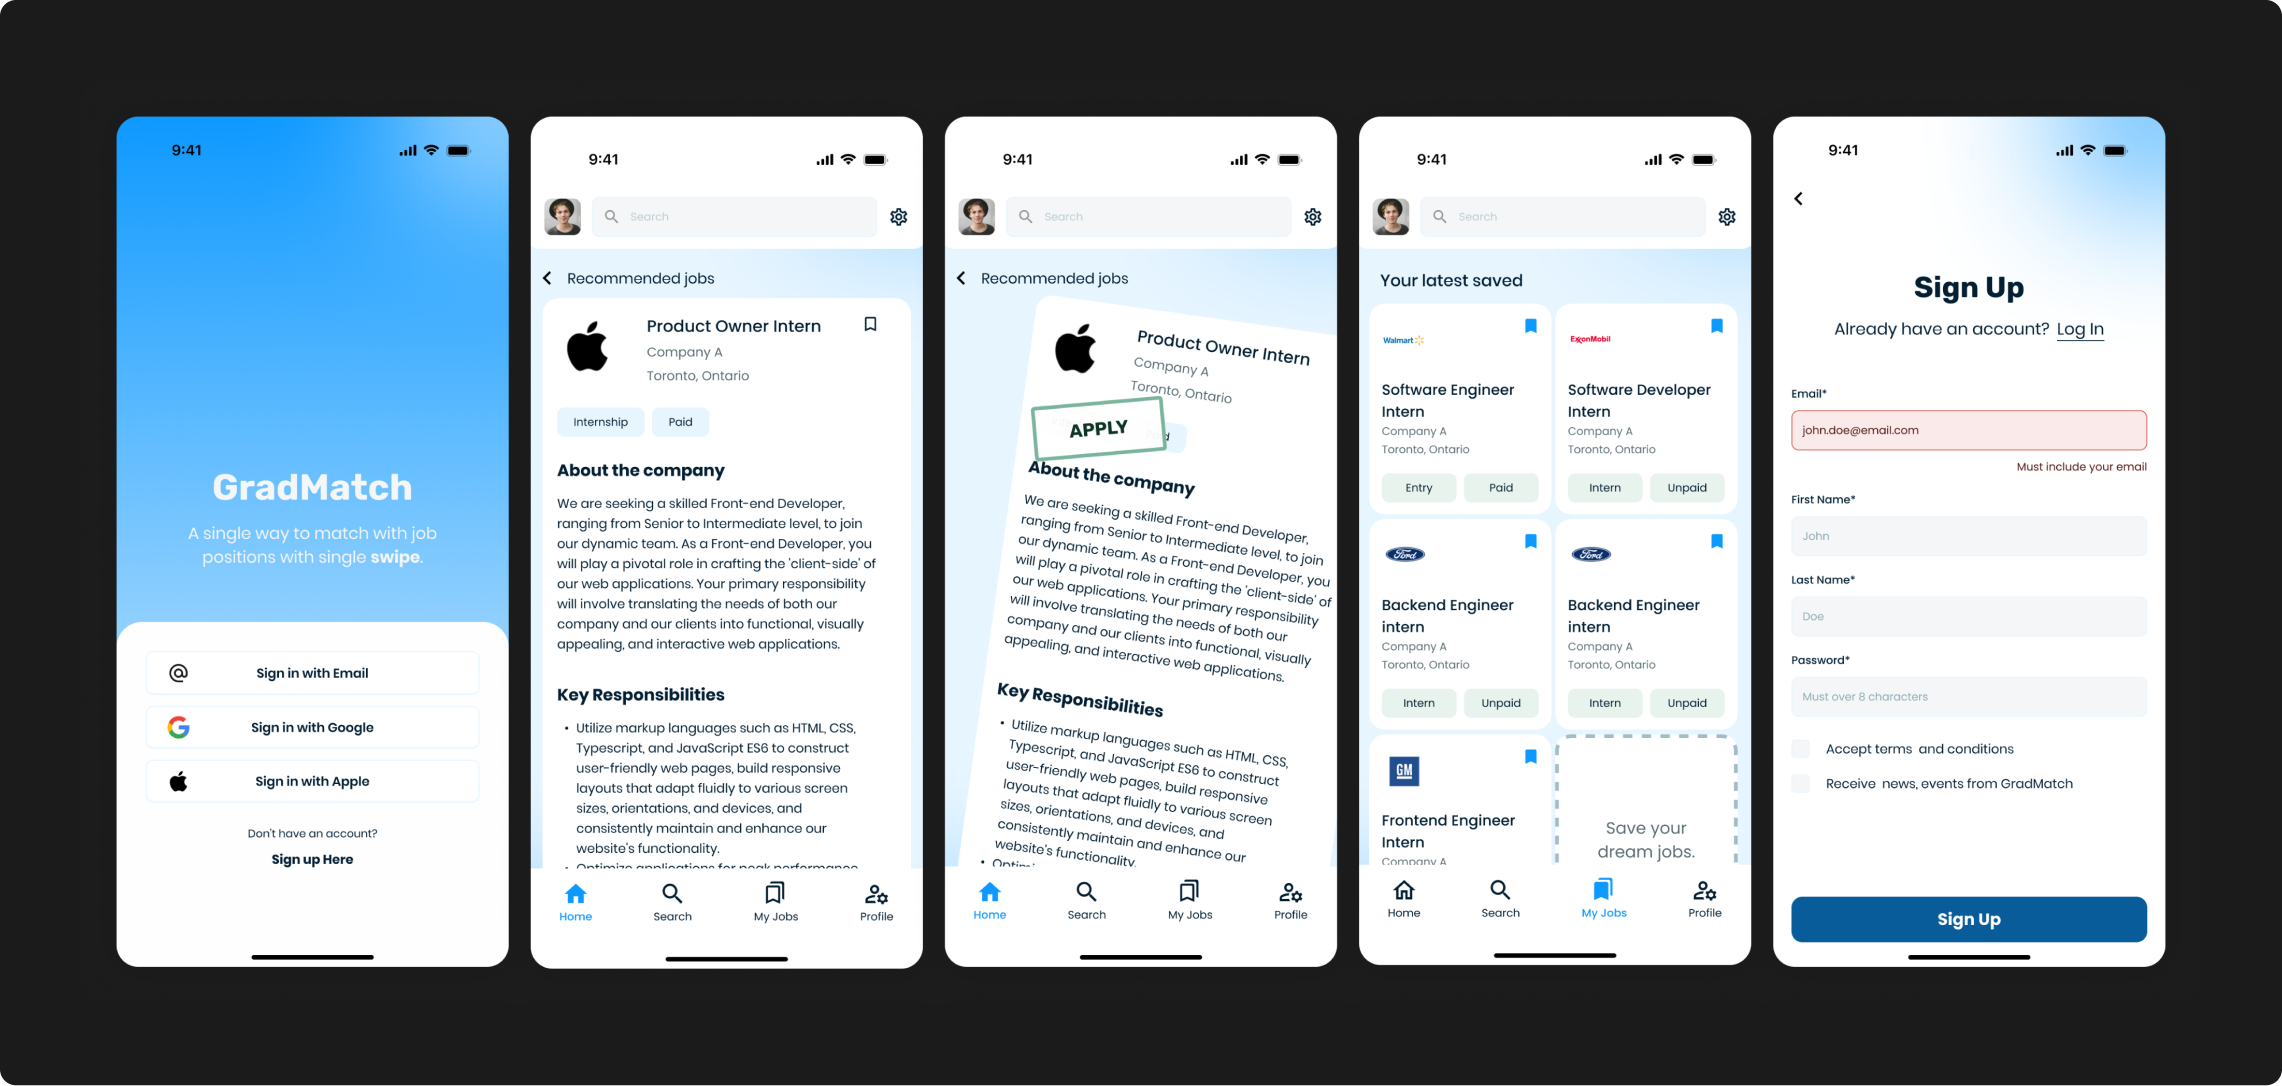 9:41
GradMatch
A single way to match with job
positions with single swipe.
Sign in with Email
Sign in with Google
Sign in with Apple
Don't have an account?
Sign up Here
9:41
Search
Recommended jobs
Product Owner Intern
Company A
Toronto, Ontario
Internship
Paid
About the company
We are seeking a skilled Front-end Developer,
ranging from Senior to Intermediate level, to join
our dynamic team. As a Front-end Developer, you
will play a pivotal role in crafting the 'client-side' of
our web applications. Your primary responsibility
will involve translating the needs of both our
company and our clients into functional, visually
appealing, and interactive web applications.
Key Responsibilities
• Utilize markup languages such as HTML, CSS,
Typescript, and JavaScript ES6 to construct
user-friendly web pages, build responsive
layouts that adapt fluidly to various screen
sizes, orientations, and devices, and
consistently maintain and enhance our
website's functionality.
• Optimize applications for peak performance
Home
Search
My Jobs
Profile
9:41
Search
Recommended jobs
Product Owner Intern
Company A
Toronto, Ontario
APPLY
About the company
We are seeking a skilled Front-end Developer,
ranging from Senior to Intermediate level, to join
our dynamic team. As a Front-end Developer, you
will play a pivotal role in crafting the 'client-side' of
our web applications. Your primary responsibility
will involve translating the needs of both our
company and our clients into functional, visually
appealing, and interactive web applications.
Key Responsibilities
• Utilize markup languages such as HTML, CSS,
Typescript, and JavaScript ES6 to construct
user-friendly web pages, build responsive
layouts that adapt fluidly to various screen
sizes, orientations, and devices, and
consistently maintain and enhance our
website's functionality.
Home
Search
My Jobs
Profile
9:41
Search
Your latest saved
Walmart
Software Engineer
Intern
Company A
Toronto, Ontario
Entry
Paid
ExxonMobil
Software Developer
Intern
Company A
Toronto, Ontario
Intern
Unpaid
Ford
Backend Engineer
intern
Company A
Toronto, Ontario
Intern
Unpaid
Ford
Backend Engineer
intern
Company A
Toronto, Ontario
Intern
Unpaid
GM
Frontend Engineer
Intern
Company A
Save your
dream jobs.
Home
Search
My Jobs
Profile
9:41
Sign Up
Already have an account? Log In
Email*
john.doe@email.com
Must include your email
First Name*
John
Last Name*
Doe
Password*
Must over 8 characters
Accept terms and conditions
Receive news, events from GradMatch
Sign Up